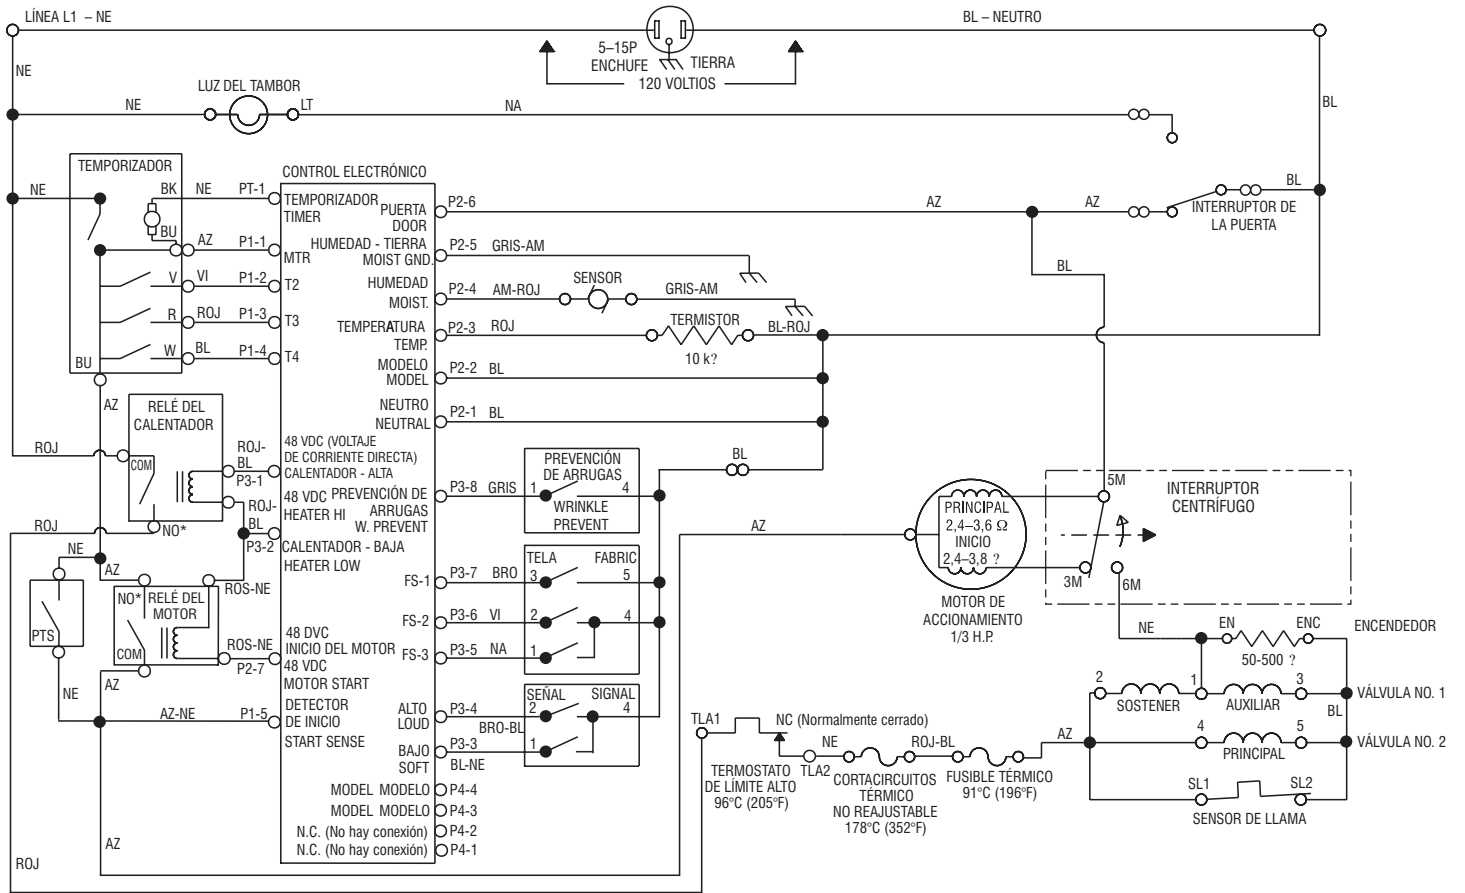 LÍNEA L1 – NE
BL – NEUTRO
5–15P
ENCHUFE
TIERRA
120 VOLTIOS
NE
LUZ DEL TAMBOR
NE
LT
NA
BL
TEMPORIZADOR
CONTROL ELECTRÓNICO
NE
BK
NE
PT-1
TEMPORIZADOR
TIMER
PUERTA
DOOR
P2-6
AZ
AZ
BL
INTERRUPTOR DE
LA PUERTA
BU
AZ
P1-1
MTR
HUMEDAD - TIERRA
MOIST GND.
P2-5
GRIS-AM
BL
V
VI
P1-2
T2
HUMEDAD
MOIST.
P2-4
AM-ROJ
SENSOR
GRIS-AM
R
ROJ
P1-3
T3
TEMPERATURA
TEMP.
P2-3
ROJ
TERMISTOR
BL-ROJ
10 k?
BU
W
BL
P1-4
T4
MODELO
MODEL
P2-2
BL
AZ
RELÉ DEL
CALENTADOR
NEUTRO
NEUTRAL
P2-1
BL
ROJ
COM
ROJ-
BL
P3-1
48 VDC (VOLTAJE
DE CORRIENTE DIRECTA)
CALENTADOR - ALTA
BL
PREVENCIÓN
DE ARRUGAS
1
4
WRINKLE
PREVENT
48 VDC
HEATER HI
PREVENCIÓN DE
ARRUGAS
W. PREVENT
P3-8
GRIS
ROJ-
BL
P3-2
CALENTADOR - BAJA
HEATER LOW
ROJ
NO*
5M
INTERRUPTOR
CENTRÍFUGO
PRINCIPAL
2,4–3,6 Ω
INICIO
2,4–3,8 ?
AZ
3M
6M
MOTOR DE
ACCIONAMIENTO
1/3 H.P.
NE
AZ
TELA
FABRIC
FS-1
P3-7
BRO
3
5
NO*
RELÉ DEL
MOTOR
ROS-NE
FS-2
P3-6
VI
2
4
PTS
COM
ROS-NE
P2-7
48 DVC
INICIO DEL MOTOR
48 VDC
MOTOR START
FS-3
P3-5
NA
1
NE
EN
ENC
ENCENDEDOR
50-500 ?
NE
AZ
AZ-NE
P1-5
DETECTOR
DE INICIO
START SENSE
ALTO
LOUD
P3-4
BRO-BL
SEÑAL
SIGNAL
2
4
2
1
3
VÁLVULA NO. 1
SOSTENER
AUXILIAR
BL
BAJO
SOFT
P3-3
BL-NE
1
TLA1
NC (Normalmente cerrado)
AZ
4
5
VÁLVULA NO. 2
PRINCIPAL
NE
ROJ-BL
TERMOSTATO
DE LÍMITE ALTO
96°C (205°F)
TLA2
CORTACIRCUITOS
TÉRMICO
NO REAJUSTABLE
178°C (352°F)
FUSIBLE TÉRMICO
91°C (196°F)
SL1
SL2
SENSOR DE LLAMA
MODEL MODELO
P4-4
MODEL MODELO
P4-3
N.C. (No hay conexión)
P4-2
N.C. (No hay conexión)
P4-1
AZ
ROJ